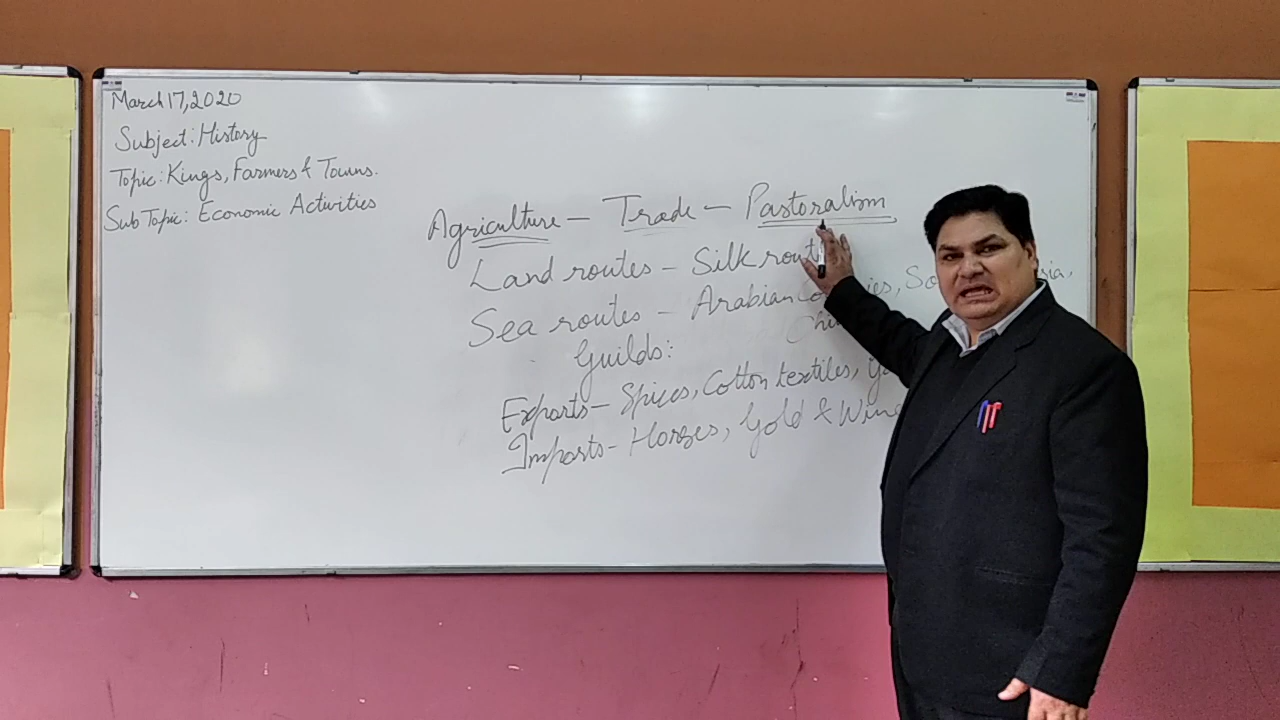 March 17, 2020
Subject: History
Topic: Kings, Farmers & Towns.
Sub Topic: Economic Activities
Agriculture – Trade – Pastoralism
Land routes – Silk route
Sea routes – Arabian
Guilds:
Exports – Spices, Cotton textiles,
Imports – Horses, Gold & Wine